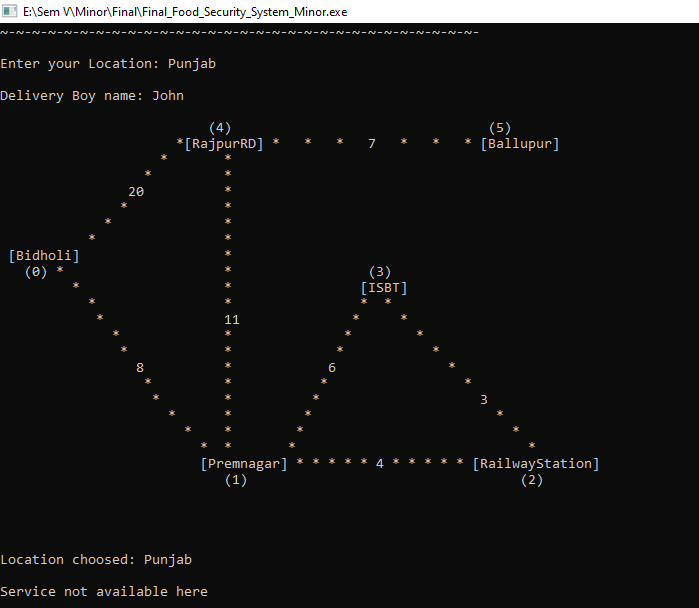 E:\Sem V\Minor\Final\Final_Food_Security_System_Minor.exe
~-~-~-~-~-~-~-~-~-~-~-~-~-~-~-~-~-~-~-~-~-~-~-~-~-~-~-~-~-~-
Enter your Location: Punjab
Delivery Boy name: John
(4) (5)
*[RajpurRD] * * * 7 * * * [Ballupur]
* *
* *
20 *
* *
* *
* *
[Bidholi] *
(0) * * (3)
* * [ISBT]
* * * *
* 11 * *
* * * *
* * * *
8 * 6 *
* * * *
* * * 3
* * * *
* * * *
* * * *
[Premnagar] * * * * * 4 * * * * * [RailwayStation]
(1) (2)
Location choosed: Punjab
Service not available here